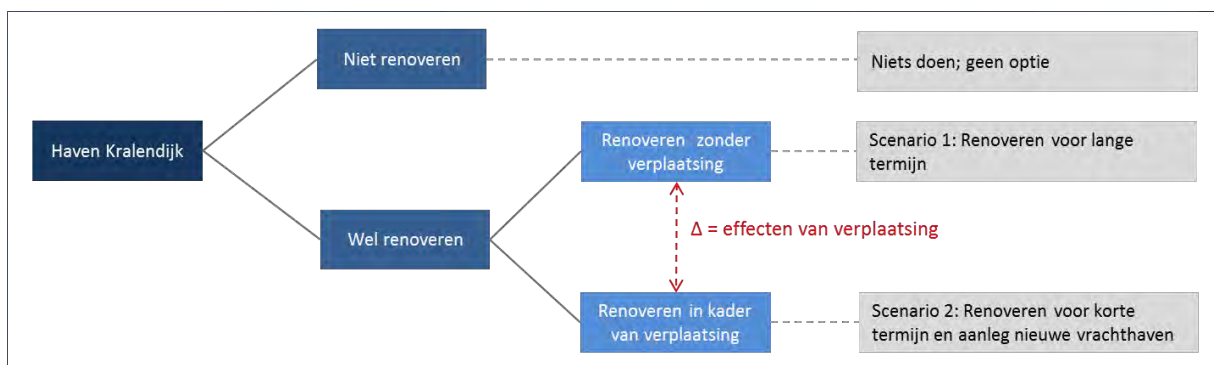 Niet renoveren
Niets doen; geen optie
Haven Kralendijk
Renoveren zonder
verplaatsing
Scenario 1: Renoveren voor lange
termijn
Wel renoveren
Δ = effecten van verplaatsing
Renoveren in kader
van verplaatsing
Scenario 2: Renoveren voor korte
termijn en aanleg nieuwe vrachthaven